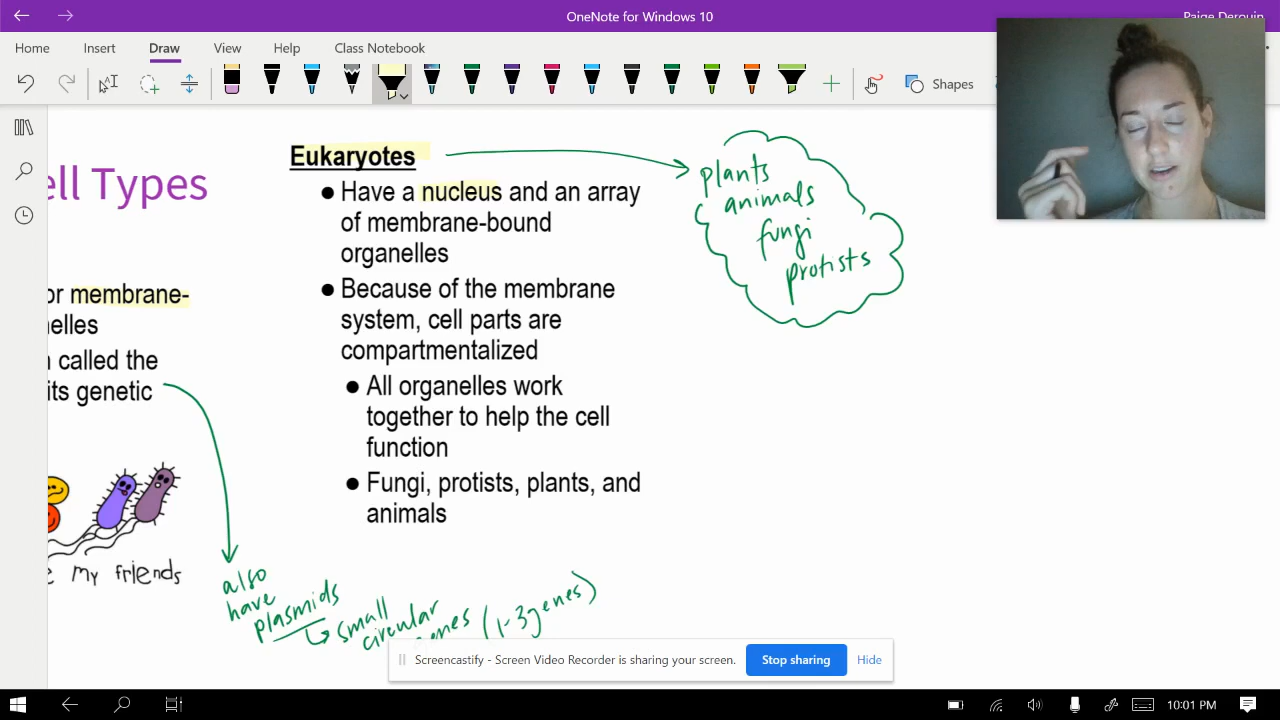 OneNote for Windows 10
Paige Derouin
Home Insert Draw View Help Class Notebook
Shapes
ell Types
or membrane-
nelles
n called the
its genetic
my friends
Eukaryotes
● Have a nucleus and an array
of membrane-bound
organelles
● Because of the membrane
system, cell parts are
compartmentalized
● All organelles work
together to help the cell
function
● Fungi, protists, plants, and
animals
plants
animals
fungi
protists
also
have
plasmids
↳ small
circular
genes (1-3 genes)
Screencastify - Screen Video Recorder is sharing your screen.
Stop sharing
Hide
10:01 PM